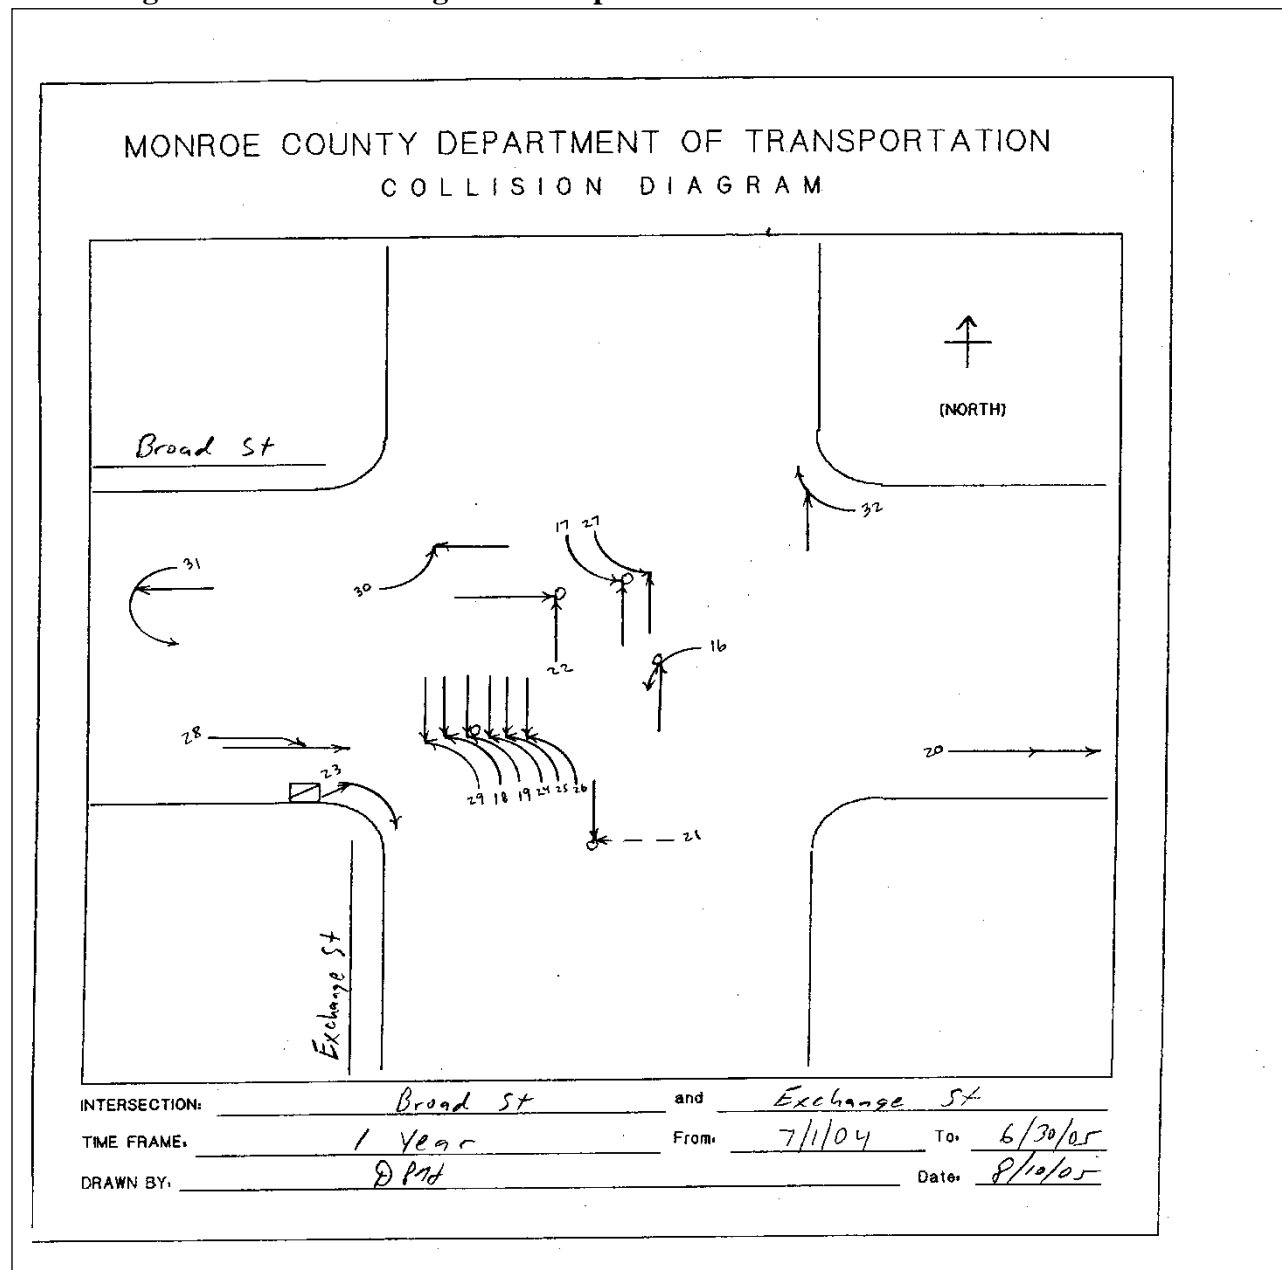 MONROE COUNTY DEPARTMENT OF TRANSPORTATION
COLLISION DIAGRAM
(NORTH)
Broad St
32
17 27
31
30
16
22
28
20
23
29 18 19 24 25 26
21
Exchange St
INTERSECTION: Broad St and Exchange St
TIME FRAME: 1 Year From: 7/1/04 To: 6/30/05
DRAWN BY: Date: 8/10/05